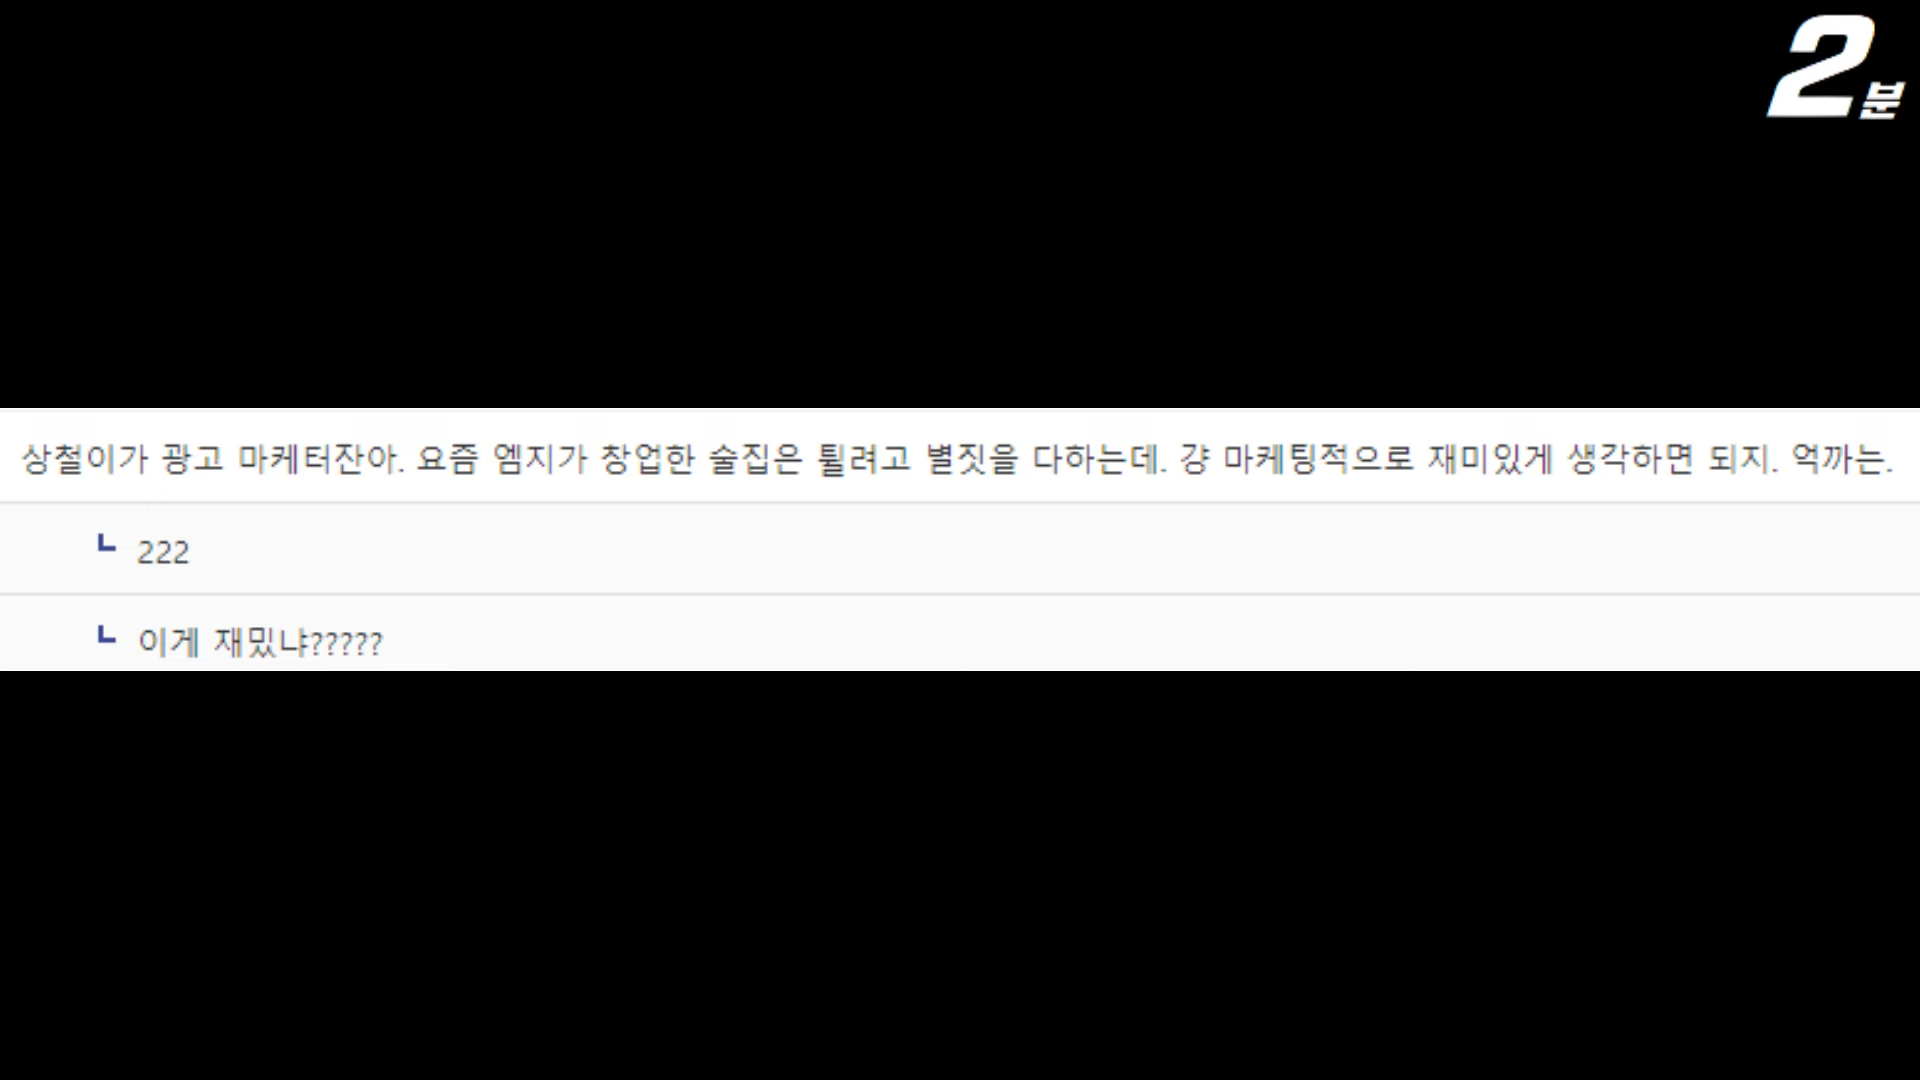 2분
상철이가 광고 마케터잔아. 요즘 엠지가 창업한 술집은 튈려고 별짓을 다하는데. 걍 마케팅적으로 재미있게 생각하면 되지. 억까는.
222
이게 재밌냐?????